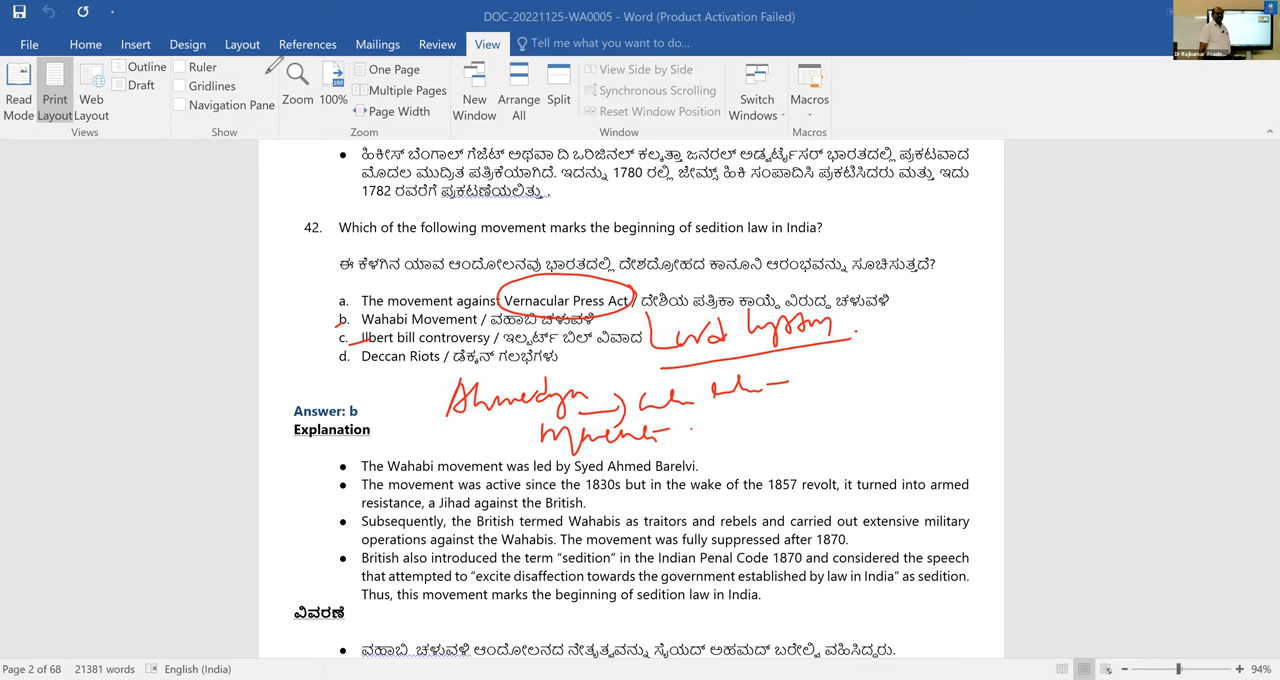 DOC-20221125-WA0005 - Word (Product Activation Failed)
Dr Rajkumar Acade...
File Home Insert Design Layout References Mailings Review View Tell me what you want to do...
Read Mode
Print Layout
Web Layout
Outline
Draft
Views
Ruler
Gridlines
Navigation Pane
Show
Zoom
100%
One Page
Multiple Pages
Page Width
Zoom
New Window
Arrange All
Split
View Side by Side
Synchronous Scrolling
Reset Window Position
Window
Switch Windows
Macros
Macros
• ಹಿಕೀಸ್ ಬೆಂಗಾಲ್ ಗೆಜೆಟ್ ಅಥವಾ ದಿ ಒರಿಜಿನಲ್ ಕಲ್ಕತ್ತಾ ಜನರಲ್ ಅಡ್ವರ್ಟೈಸರ್ ಭಾರತದಲ್ಲಿ ಪ್ರಕಟವಾದ
ಮೊದಲ ಮುದ್ರಿತ ಪತ್ರಿಕೆಯಾಗಿದೆ. ಇದನ್ನು 1780 ರಲ್ಲಿ ಜೇಮ್ಸ್ ಹಿಕಿ ಸಂಪಾದಿಸಿ ಪ್ರಕಟಿಸಿದರು ಮತ್ತು ಇದು
1782 ರವರೆಗೆ ಪ್ರಕಟಣೆಯಲಿತ್ತು .
42. Which of the following movement marks the beginning of sedition law in India?
ಈ ಕೆಳಗಿನ ಯಾವ ಆಂದೋಲನವು ಭಾರತದಲ್ಲಿ ದೇಶದ್ರೋಹದ ಕಾನೂನಿ ಆರಂಭವನ್ನು ಸೂಚಿಸುತ್ತದೆ?
a. The movement against Vernacular Press Act / ದೇಶಿಯ ಪತ್ರಿಕಾ ಕಾಯ್ದೆ ವಿರುದ್ದ ಚಳುವಳಿ
b. Wahabi Movement / ವಹಾಬಿ ಚಳುವಳಿ
c. Ilbert bill controversy / ಇಲ್ಬರ್ಟ್ ಬಿಲ್ ವಿವಾದ
Lord
d. Deccan Riots / ಡೆಕ್ಕನ್ ಗಲಭೆಗಳು
Answer: b
Explanation
• The Wahabi movement was led by Syed Ahmed Barelvi.
• The movement was active since the 1830s but in the wake of the 1857 revolt, it turned into armed
resistance, a Jihad against the British.
• Subsequently, the British termed Wahabis as traitors and rebels and carried out extensive military
operations against the Wahabis. The movement was fully suppressed after 1870.
• British also introduced the term “sedition” in the Indian Penal Code 1870 and considered the speech
that attempted to “excite disaffection towards the government established by law in India” as sedition.
Thus, this movement marks the beginning of sedition law in India.
ವಿವರಣೆ
• ವಹಾಬಿ ಚಳುವಳಿ ಆಂದೋಲನದ ನೇತೃತ್ವವನ್ನು ಸೈಯದ್ ಅಹಮದ್ ಬರೇಲ್ವಿ ವಹಿಸಿದ್ದರು.
Page 2 of 68 21381 words English (India) 94%